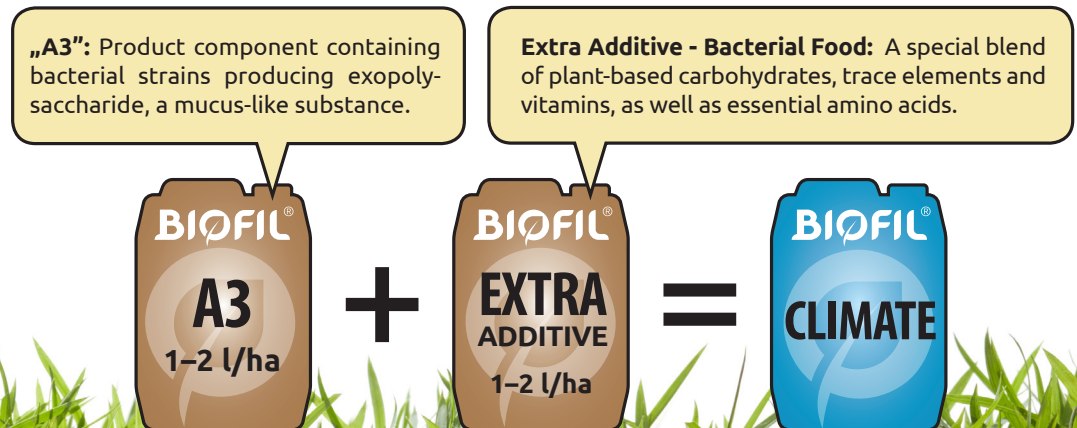 „A3”: Product component containing
bacterial strains producing exopoly-
saccharide, a mucus-like substance.
Extra Additive - Bacterial Food: A special blend
of plant-based carbohydrates, trace elements and
vitamins, as well as essential amino acids.
BIOFIL®
A3
1–2 l/ha
+
BIOFIL®
EXTRA
ADDITIVE
1–2 l/ha
=
BIOFIL®
CLIMATE